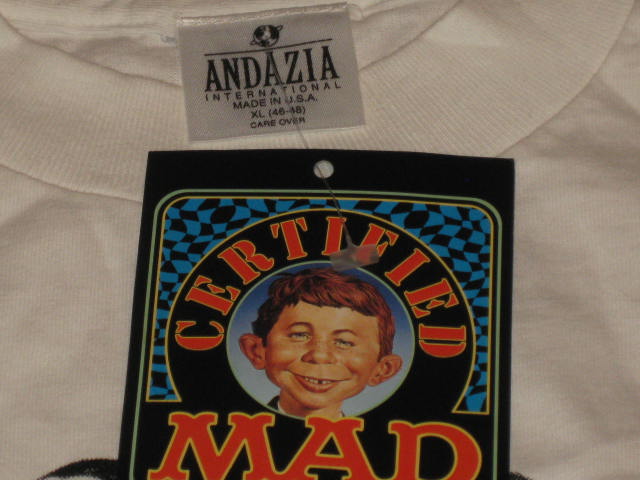 ANDAZIA
INTERNATIONAL
MADE IN U.S.A.
XL (46-48)
CARE OVER
CERTIFIED
MAD